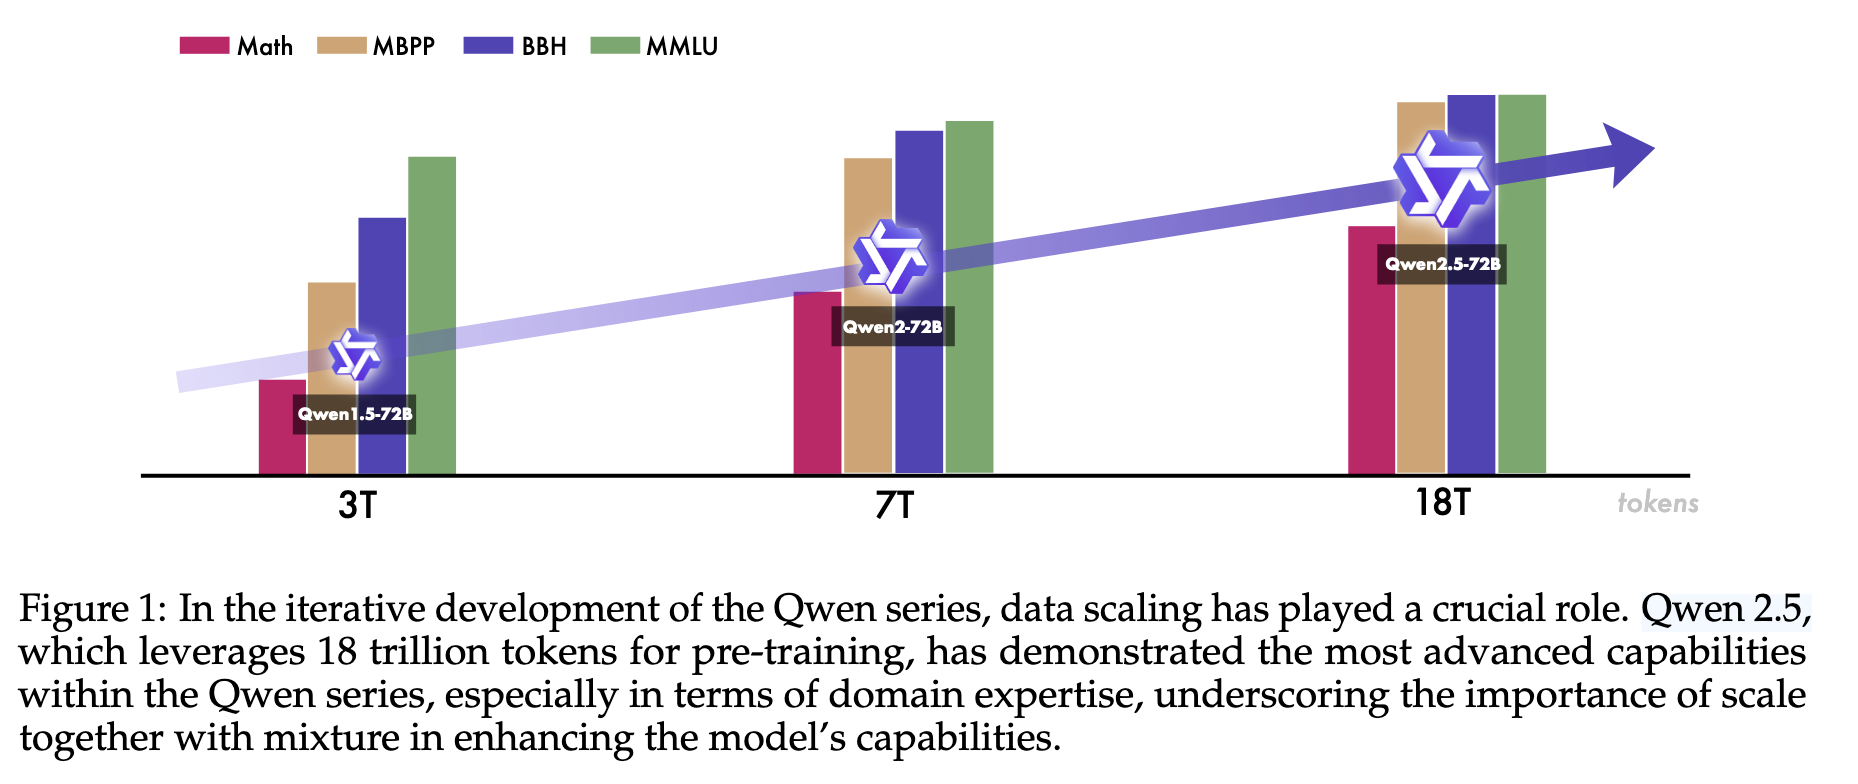 Math MBPP BBH MMLU
Qwen1.5-72B
Qwen2-72B
Qwen2.5-72B
3T 7T 18T tokens
Figure 1: In the iterative development of the Qwen series, data scaling has played a crucial role. Qwen 2.5,
which leverages 18 trillion tokens for pre-training, has demonstrated the most advanced capabilities
within the Qwen series, especially in terms of domain expertise, underscoring the importance of scale
together with mixture in enhancing the model’s capabilities.